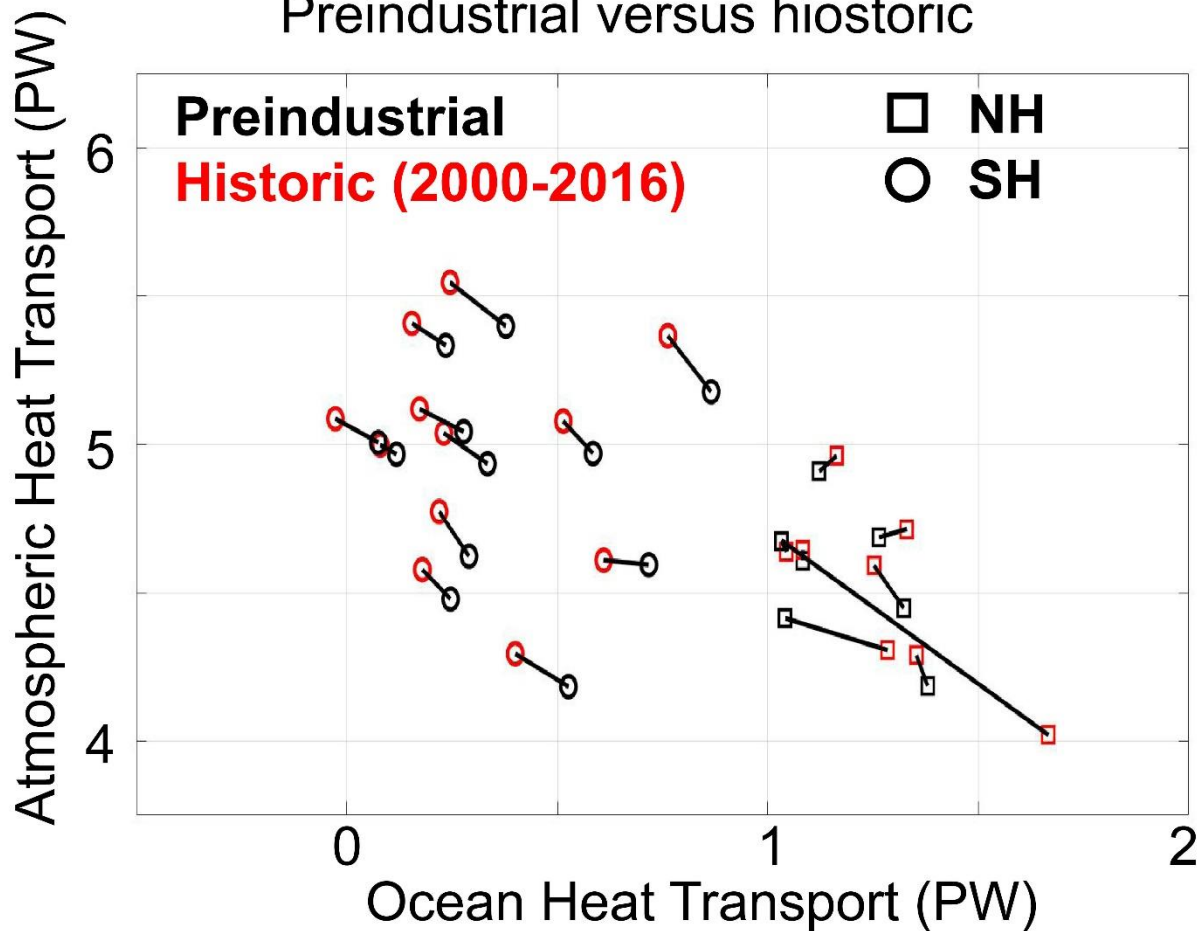 Preindustrial versus hiostoric
Atmospheric Heat Transport (PW)
Preindustrial
Historic (2000-2016)
NH
SH
6
5
4
0
1
2
Ocean Heat Transport (PW)